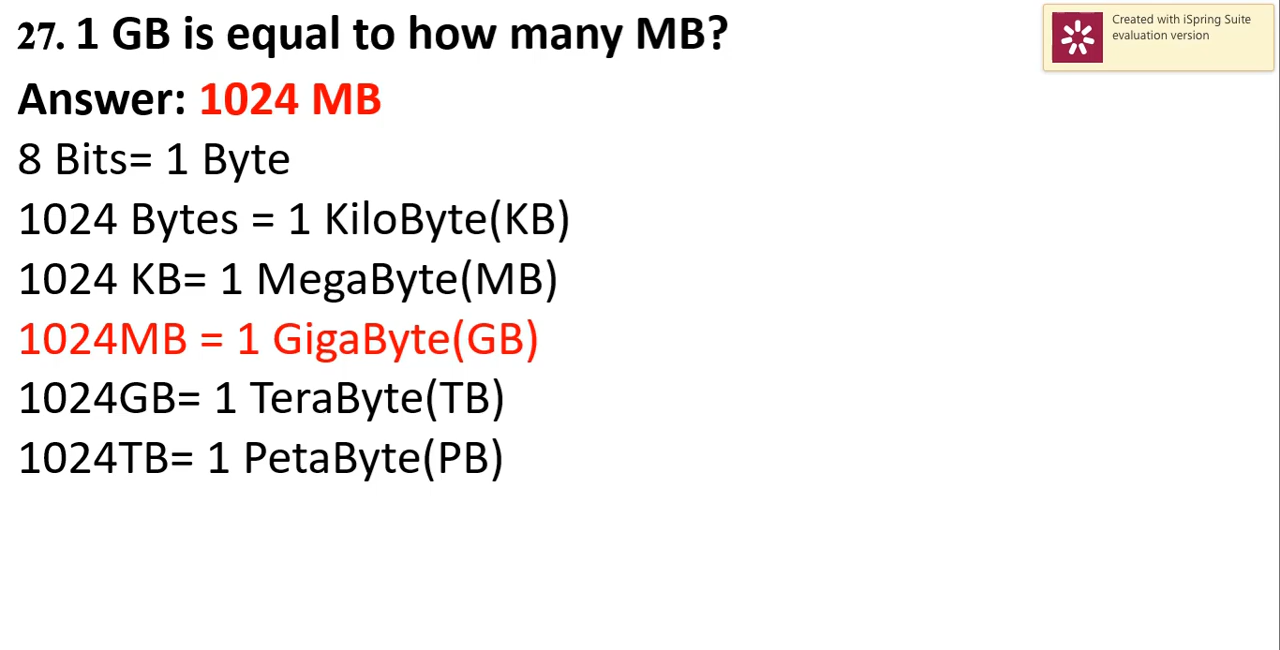 27. 1 GB is equal to how many MB?
Created with iSpring Suite
evaluation version
Answer: 1024 MB
8 Bits= 1 Byte
1024 Bytes = 1 KiloByte(KB)
1024 KB= 1 MegaByte(MB)
1024MB = 1 GigaByte(GB)
1024GB= 1 TeraByte(TB)
1024TB= 1 PetaByte(PB)